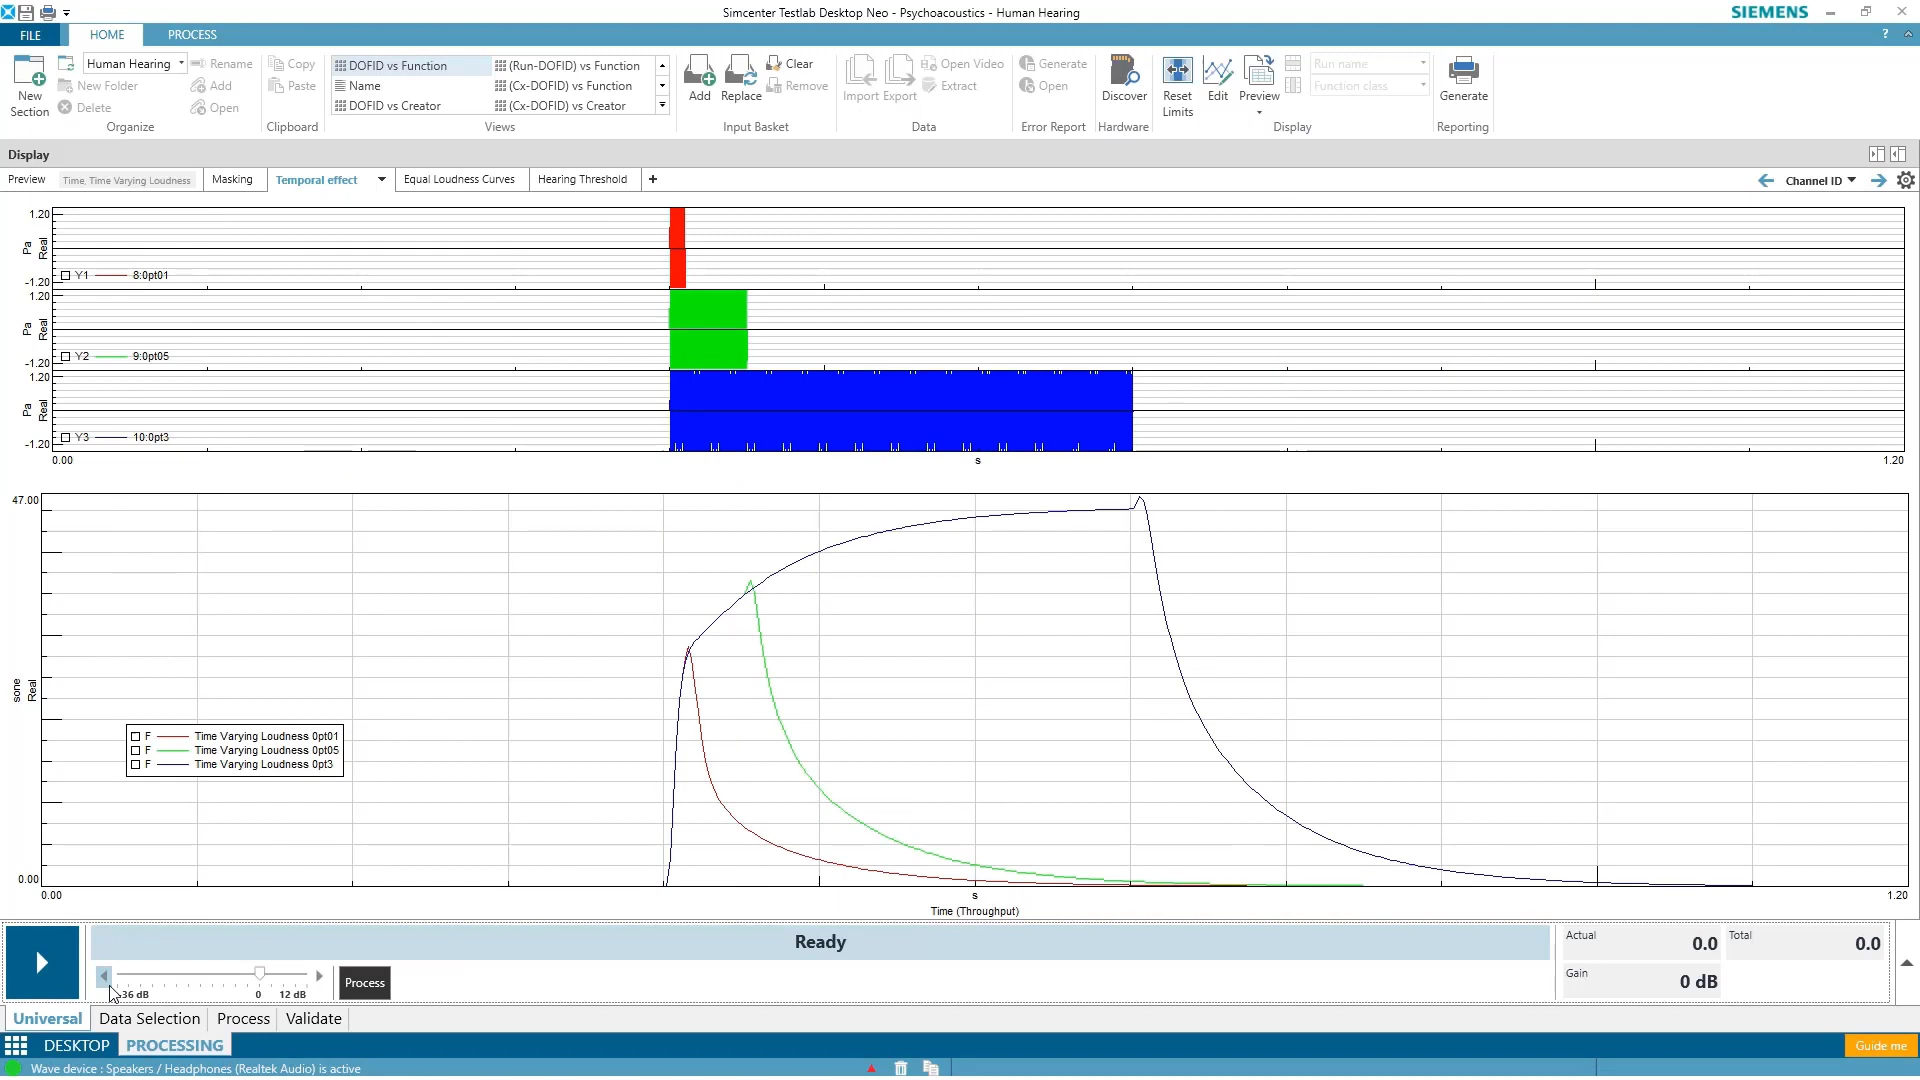 Simcenter Testlab Desktop Neo - Psychoacoustics - Human Hearing
SIEMENS
FILE HOME PROCESS
?
New Section
Human Hearing
Rename
New Folder
Add
Delete
Open
Organize
Copy
Paste
Clipboard
DOFID vs Function
(Run-DOFID) vs Function
Name
(Cx-DOFID) vs Function
DOFID vs Creator
(Cx-DOFID) vs Creator
Views
Add
Replace
Clear
Remove
Input Basket
Import
Export
Open Video
Extract
Data
Generate
Open
Error Report
Discover
Hardware
Reset Limits
Edit
Preview
Run name
Function class
Display
Generate
Reporting
Display
Preview
Time, Time Varying Loudness
Masking
Temporal effect
Equal Loudness Curves
Hearing Threshold
+
Channel ID
1.20
Pa
Real
Y1 8:0pt01
-1.20
1.20
Pa
Real
Y2 9:0pt05
-1.20
1.20
Pa
Real
Y3 10:0pt3
-1.20
0.00 s 1.20
47.00
sone
Real
F Time Varying Loudness 0pt01
F Time Varying Loudness 0pt05
F Time Varying Loudness 0pt3
0.00
0.00 s 1.20
Time (Throughput)
Ready
-36 dB 0 12 dB
Process
Actual 0.0
Total 0.0
Gain 0 dB
Universal Data Selection Process Validate
DESKTOP PROCESSING
Guide me
Wave device : Speakers / Headphones (Realtek Audio) is active